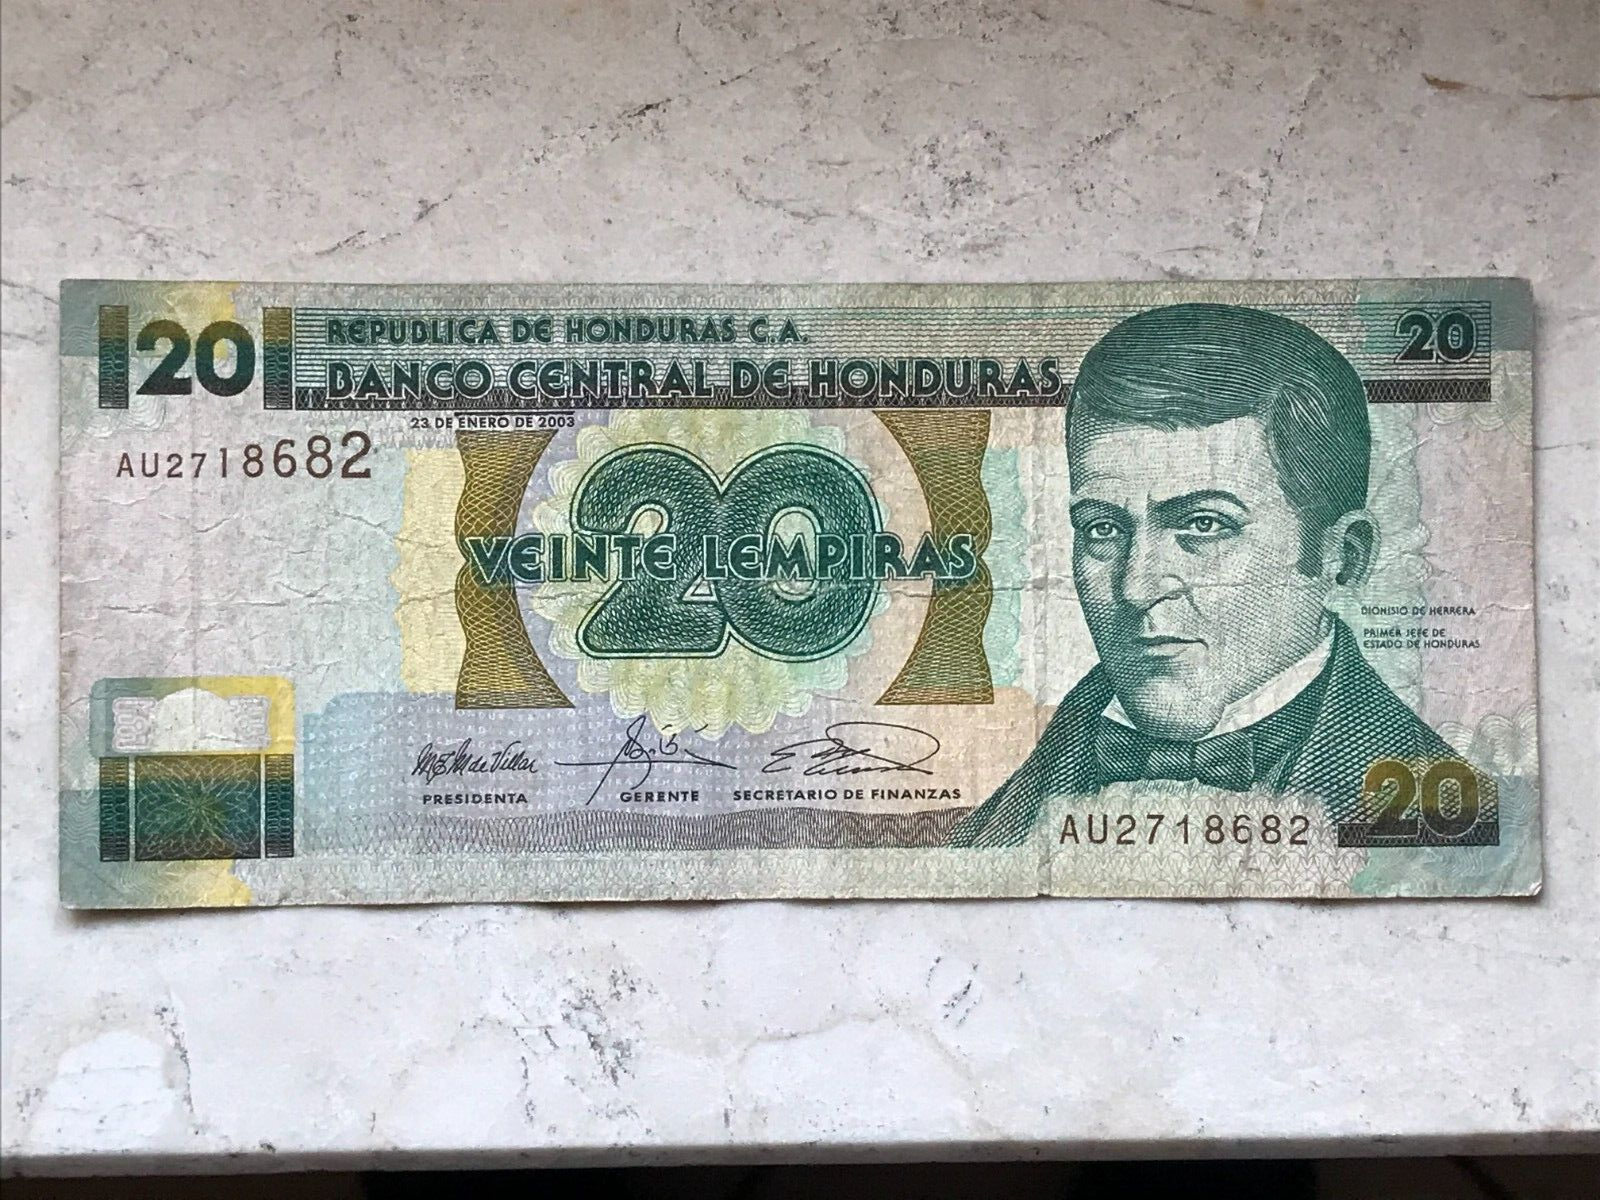 20
REPUBLICA DE HONDURAS C.A.
20
BANCO CENTRAL DE HONDURAS
23 DE ENERO DE 2003
AU2718682
20
VEINTE LEMPIRAS
DIONISIO DE HERRERA
PRIMER JEFE DE
ESTADO DE HONDURAS
PRESIDENTA
GERENTE
SECRETARIO DE FINANZAS
AU2718682
20